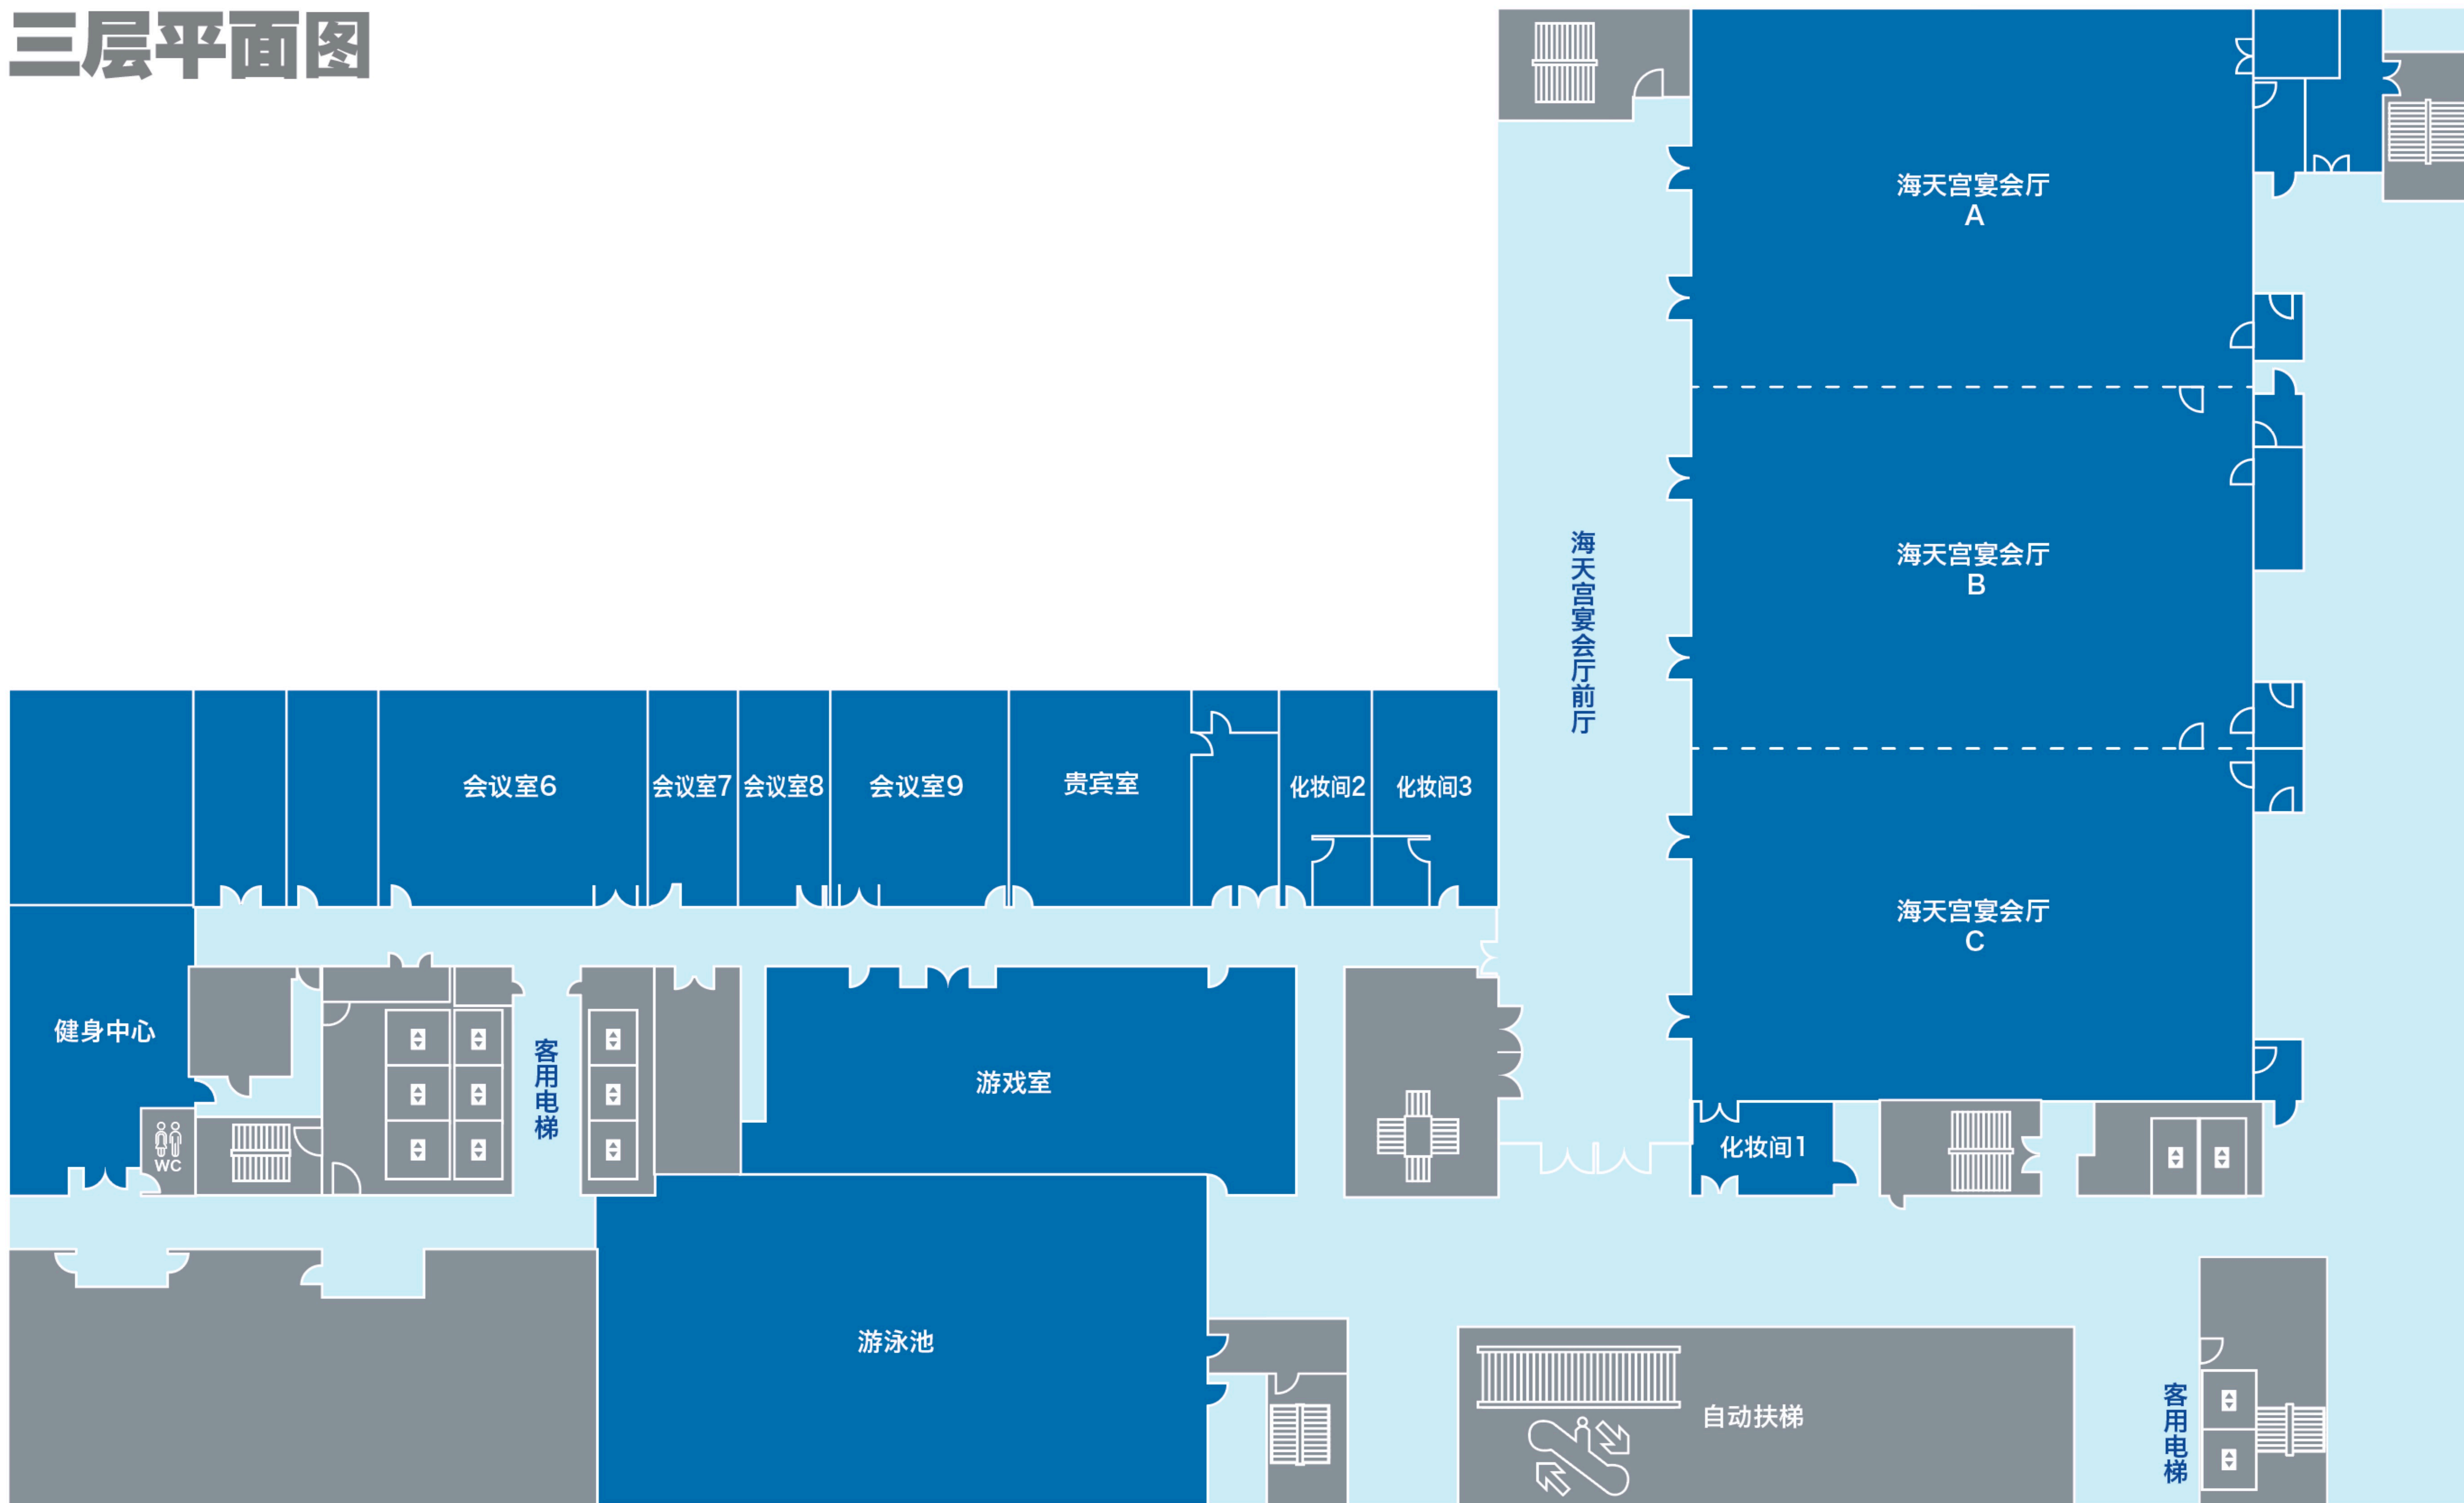 三层平面图
海天宫宴会厅
A
海天宫宴会厅
B
海天宫宴会厅前厅
会议室6
会议室7
会议室8
会议室9
贵宾室
化妆间2
化妆间3
海天宫宴会厅
C
健身中心
客用电梯
游戏室
WC
化妆间1
游泳池
自动扶梯
客用电梯